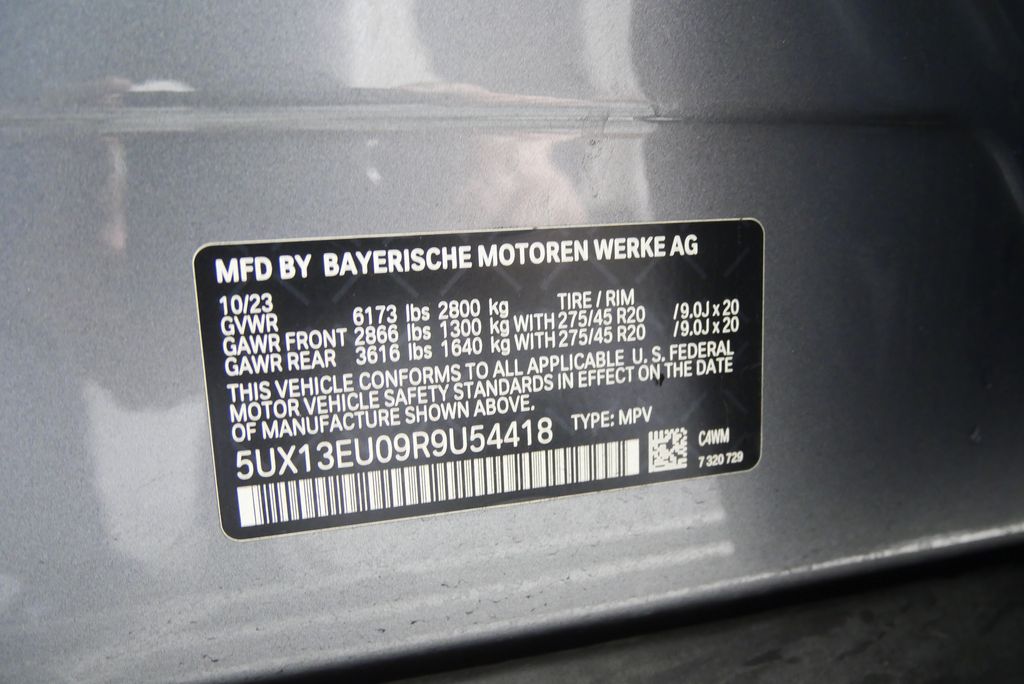 MFD BY BAYERISCHE MOTOREN WERKE AG
10/23 TIRE / RIM
GVWR 6173 lbs 2800 kg WITH 275/45 R20 /9.0J x 20
GAWR FRONT 2866 lbs 1300 kg WITH 275/45 R20 /9.0J x 20
GAWR REAR 3616 lbs 1640 kg
THIS VEHICLE CONFORMS TO ALL APPLICABLE U. S. FEDERAL
MOTOR VEHICLE SAFETY STANDARDS IN EFFECT ON THE DATE
OF MANUFACTURE SHOWN ABOVE.
5UX13EU09R9U54418 TYPE: MPV
C4WM
7 320 729